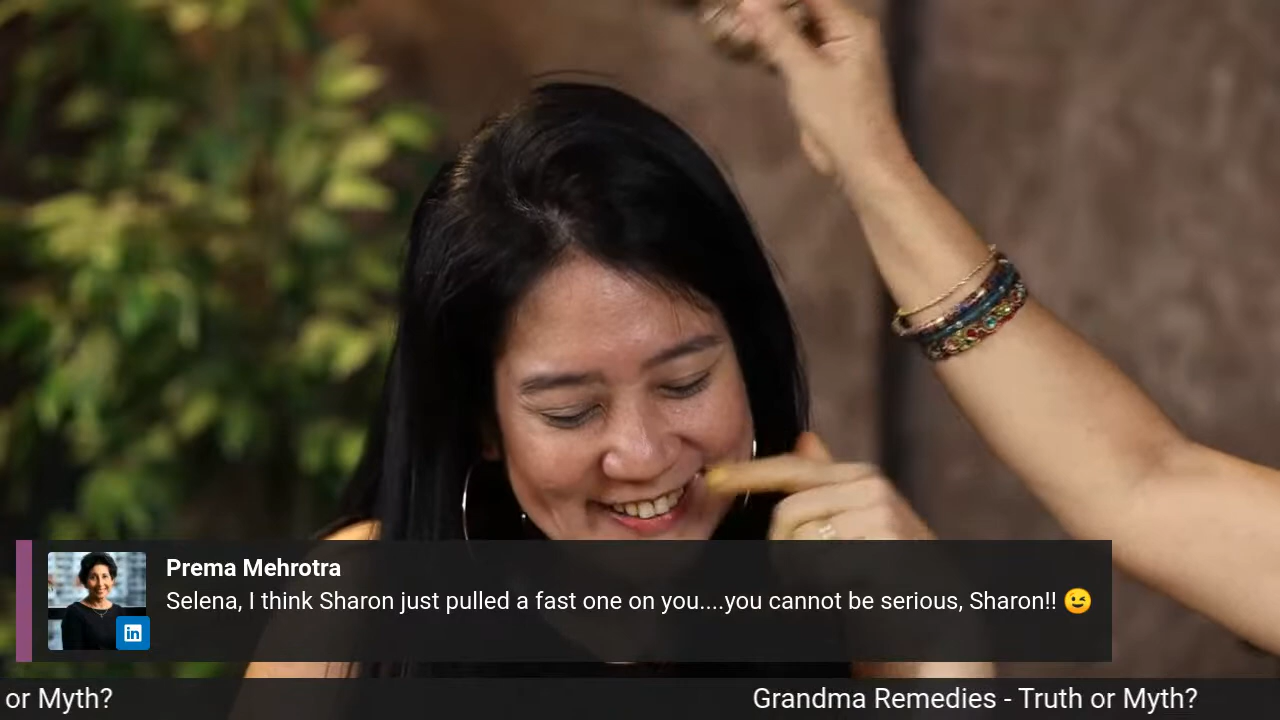 Prema Mehrotra
Selena, I think Sharon just pulled a fast one on you....you cannot be serious, Sharon!! 😉
in
or Myth?
Grandma Remedies - Truth or Myth?